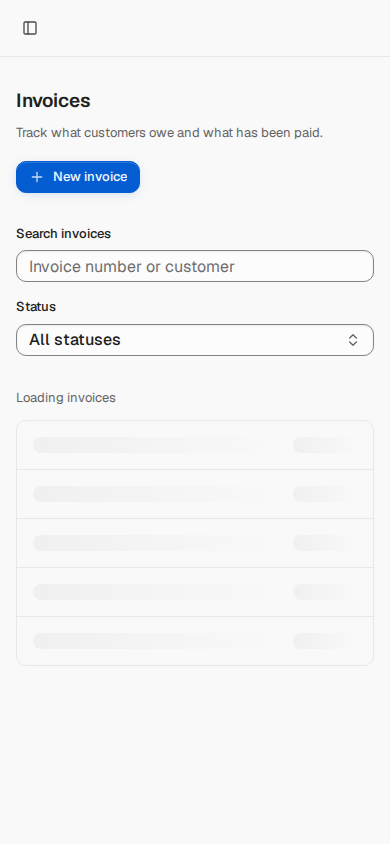 Invoices
Track what customers owe and what has been paid.
New invoice
Search invoices
Invoice number or customer
Status
All statuses
Loading invoices